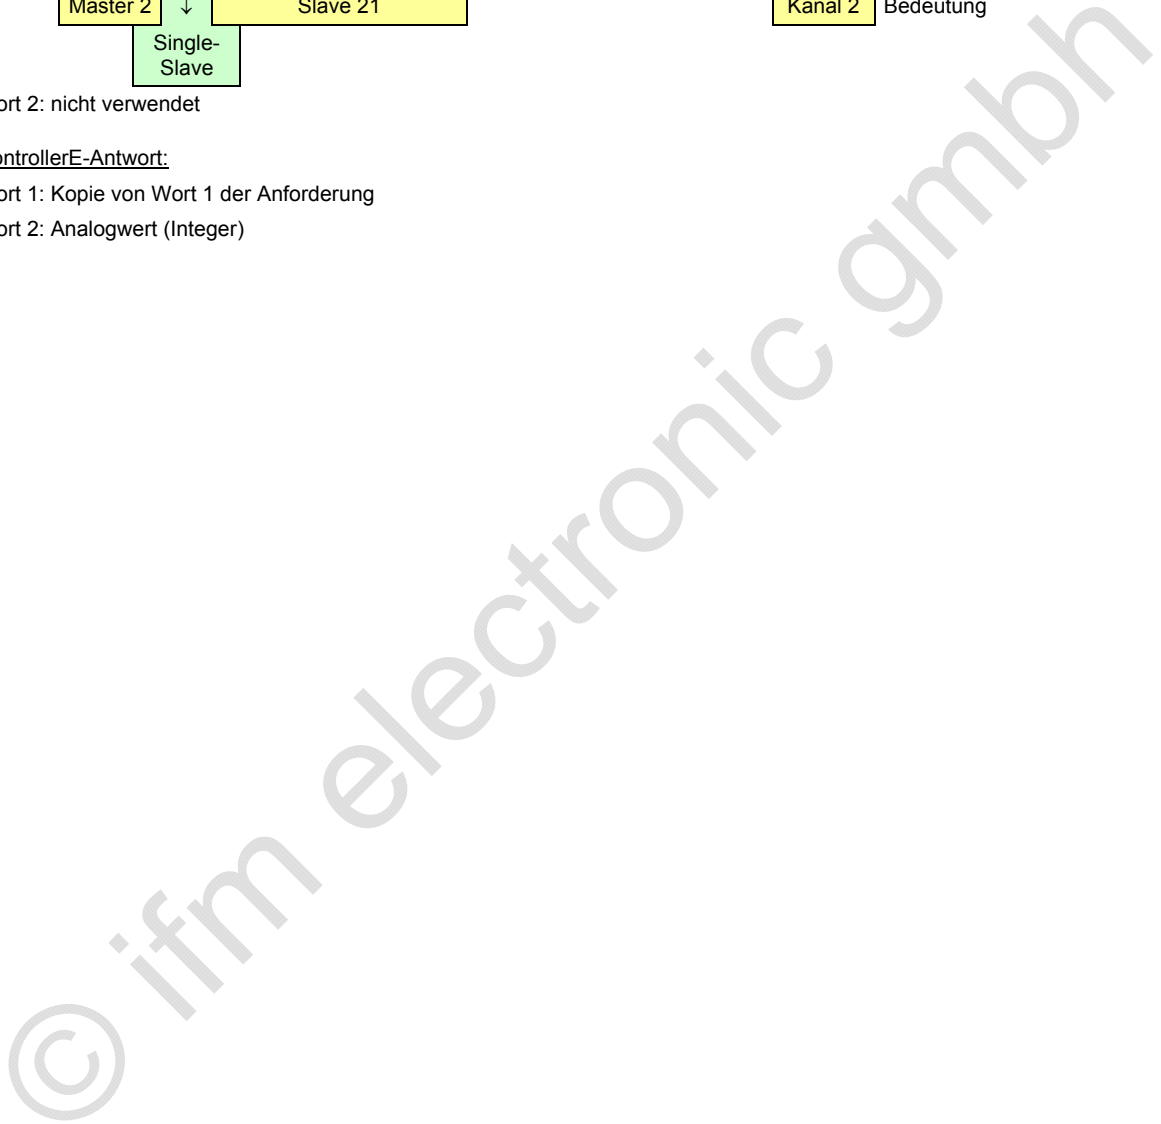 Master 2 ↓ Slave 21 Kanal 2 Bedeutung
Single-
Slave
ort 2: nicht verwendet
ontrollerE-Antwort:
ort 1: Kopie von Wort 1 der Anforderung
ort 2: Analogwert (Integer)
© ifm electronic gmbh